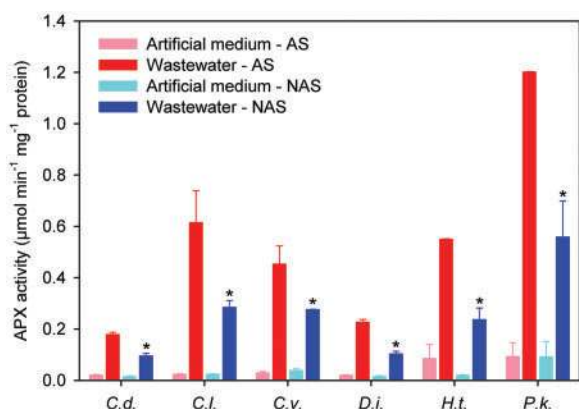 1.4
1.2
1.0
0.8
0.6
0.4
0.2
0.0
APX activity (μmol min⁻¹ mg⁻¹ protein)
Artificial medium - AS
Wastewater - AS
Artificial medium - NAS
Wastewater - NAS
* * * * * *
C.d. C.l. C.v. D.i. H.t. P.k.